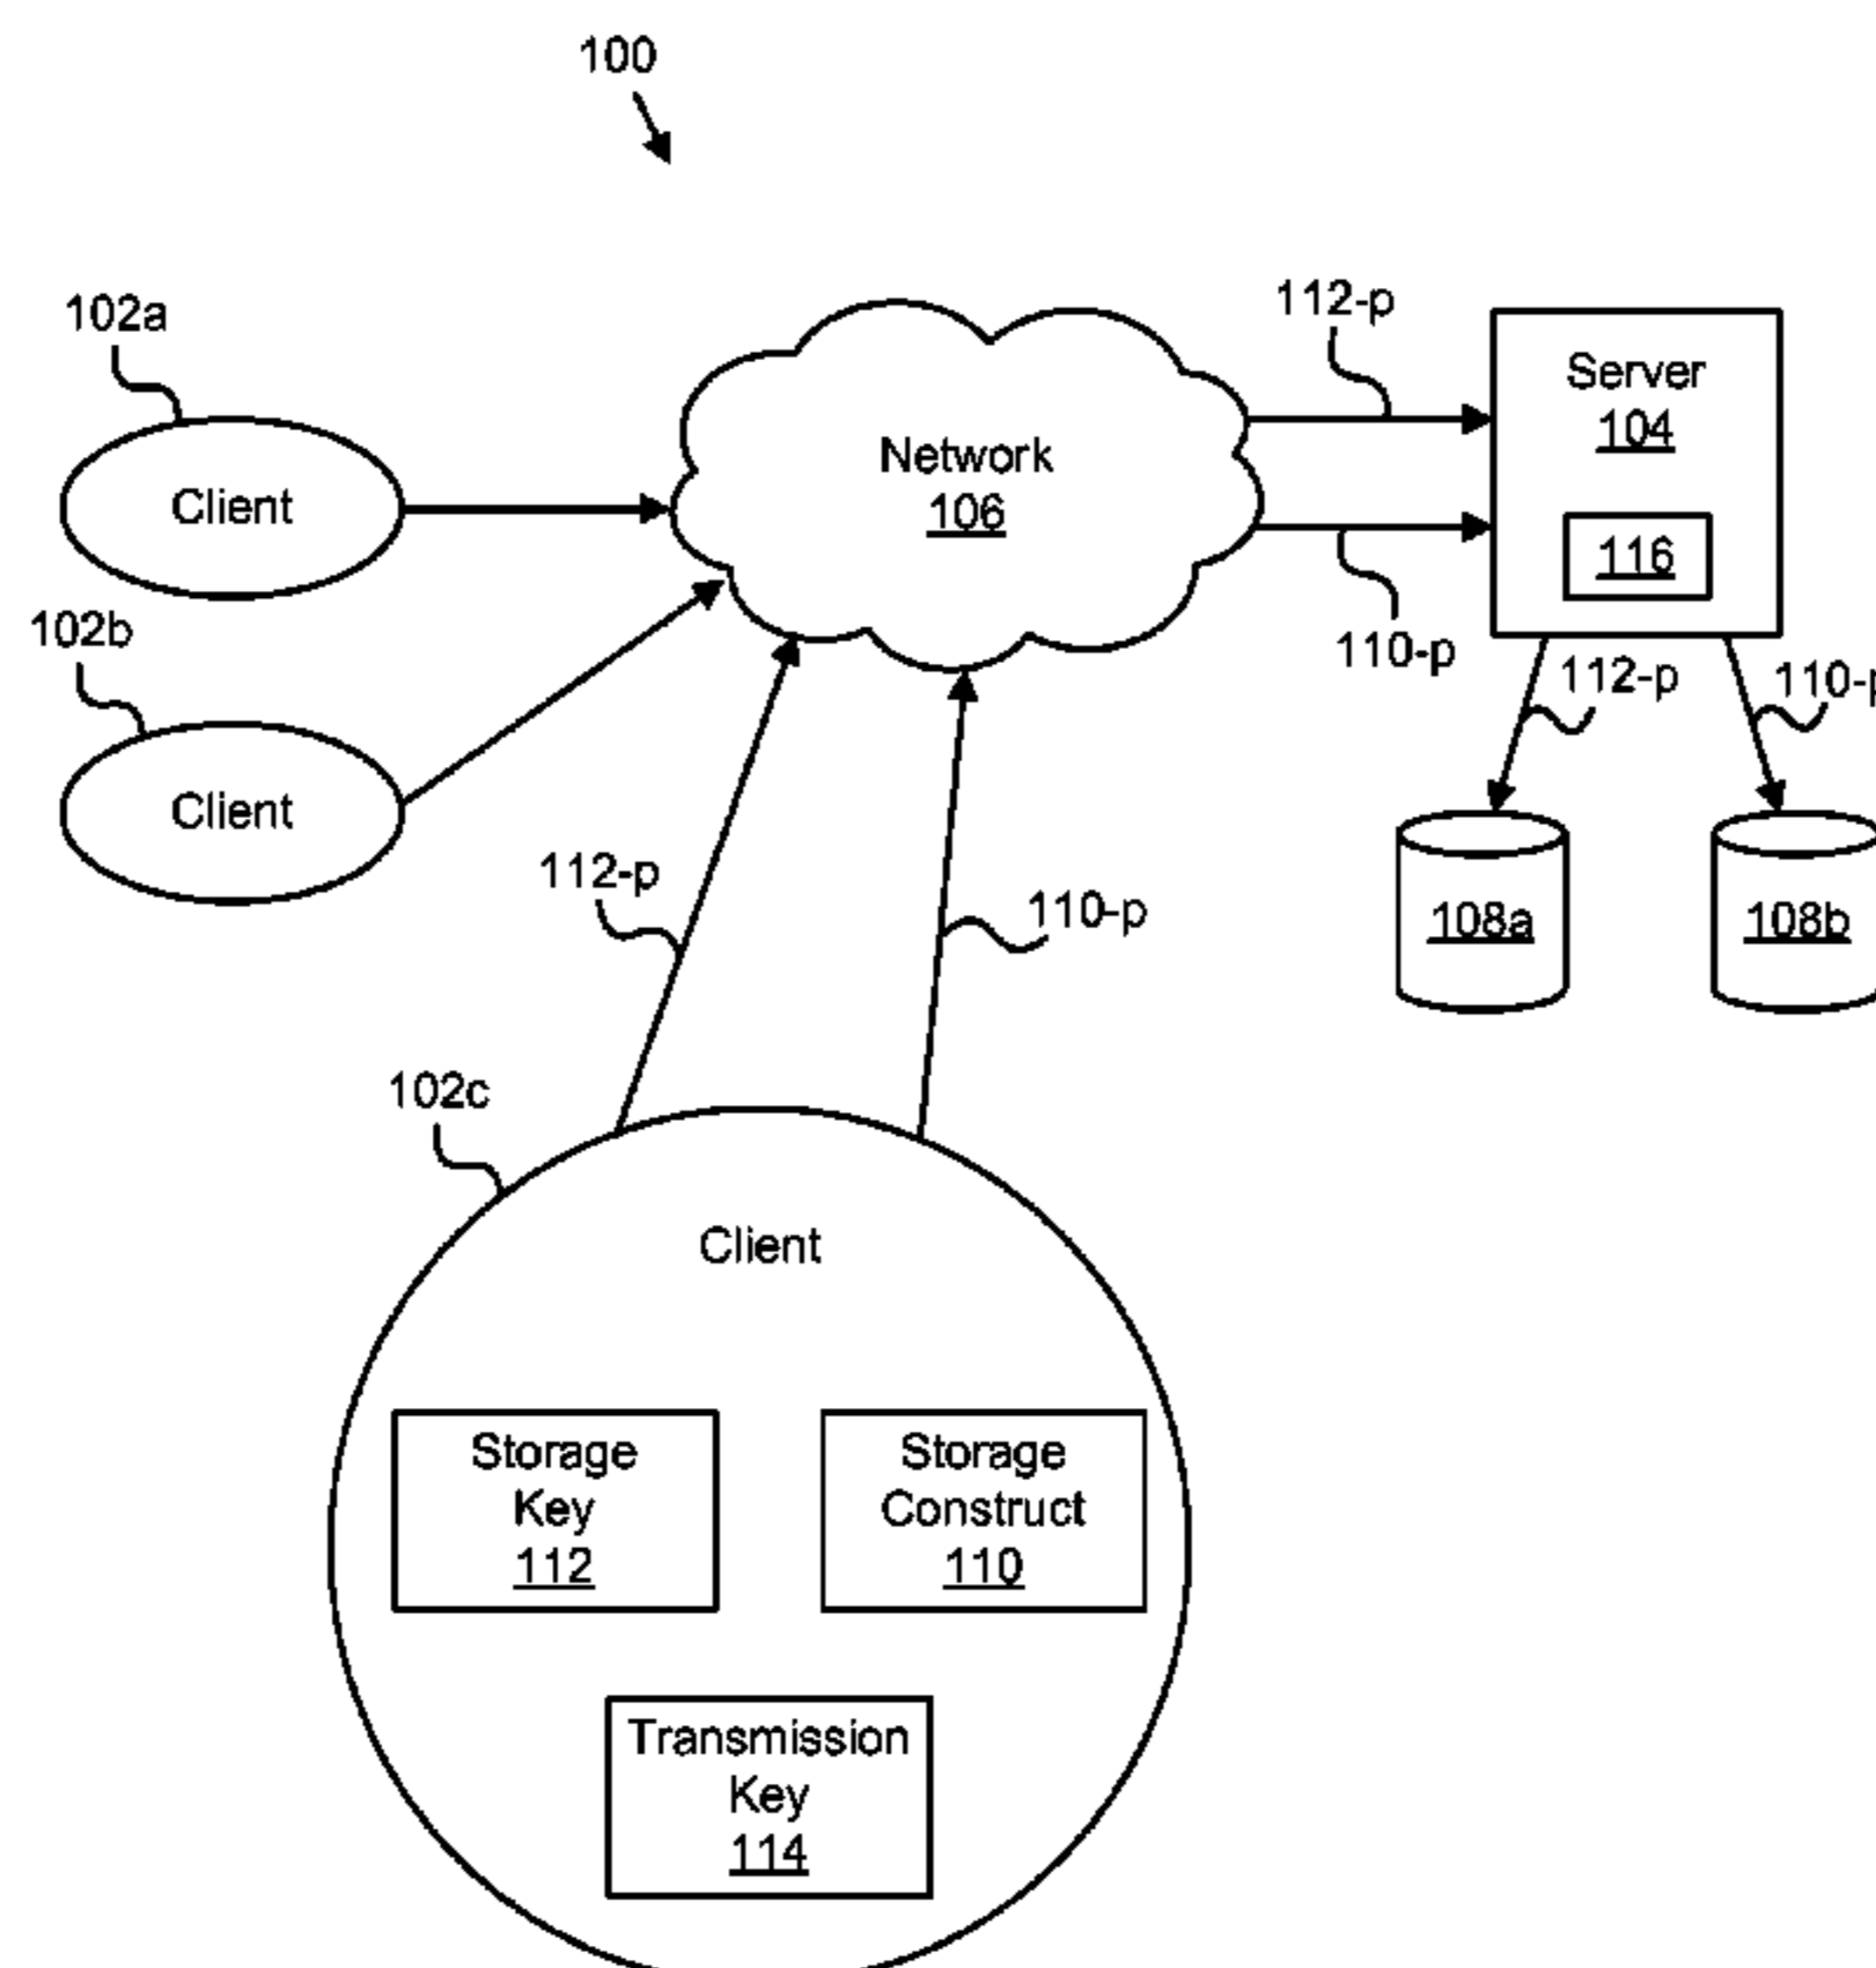 100
102a
112-p
Server
104
Client
Network
106
116
102b
110-p
112-p
110-p
Client
112-p
110-p
108a
108b
102c
Client
Storage
Key
112
Storage
Construct
110
Transmission
Key
114